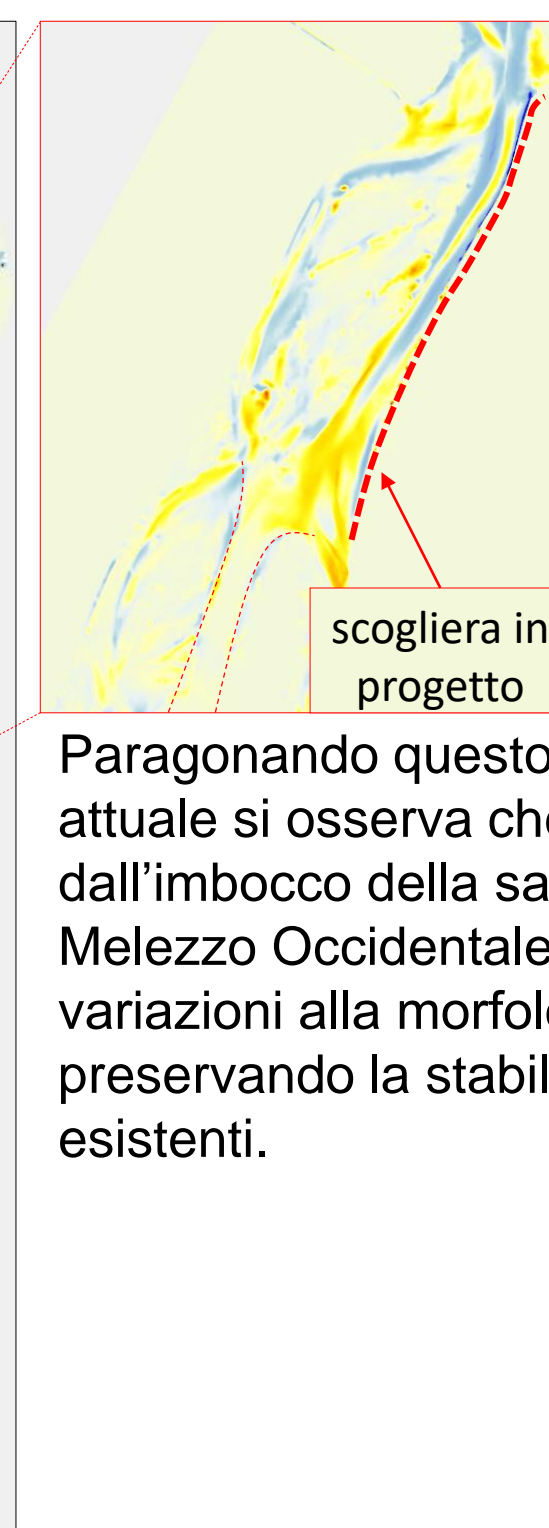 scogliera in
progetto
Paragonando questo
attuale si osserva che
dall’imbocco della sa
Melezzo Occidentale
variazioni alla morfolo
preservando la stabil
esistenti.